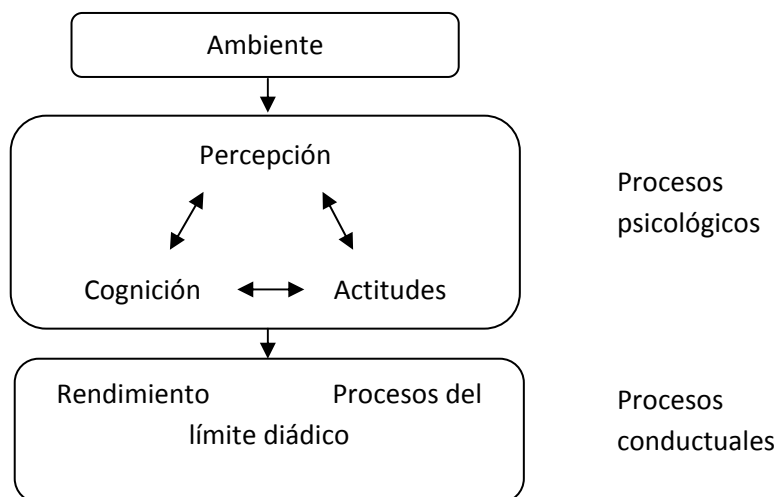 Ambiente
Percepción
Procesos
psicológicos
Cognición Actitudes
Rendimiento Procesos del
límite diádico
Procesos
conductuales